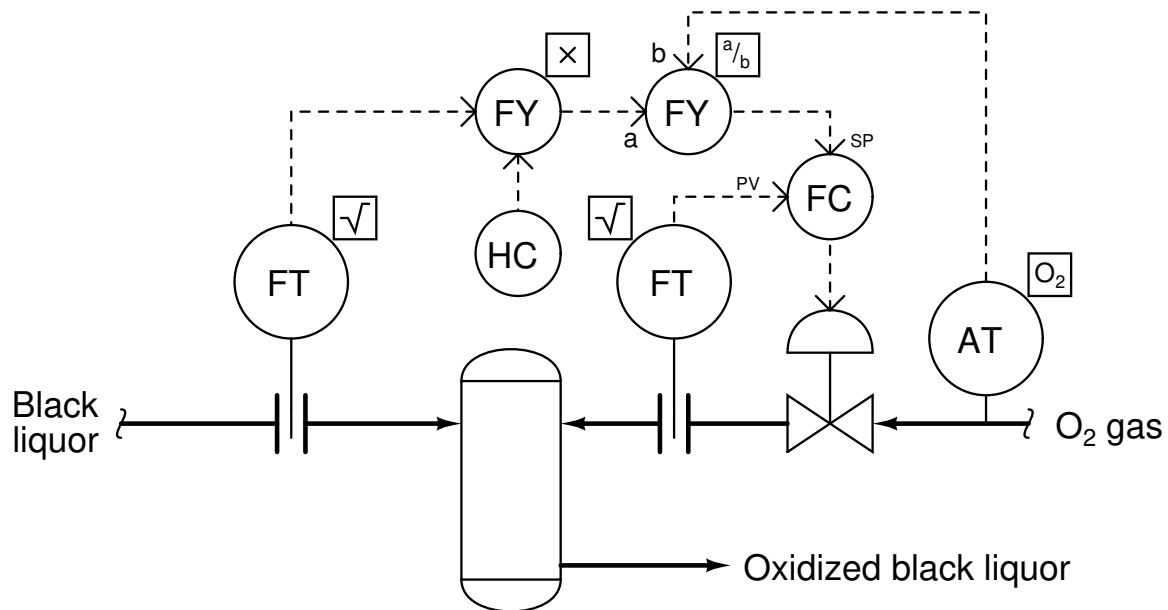 ×
b
a/b
FY
FY
a
SP
PV
FC
√
√
HC
FT
FT
O₂
AT
Black
liquor
O₂ gas
Oxidized black liquor